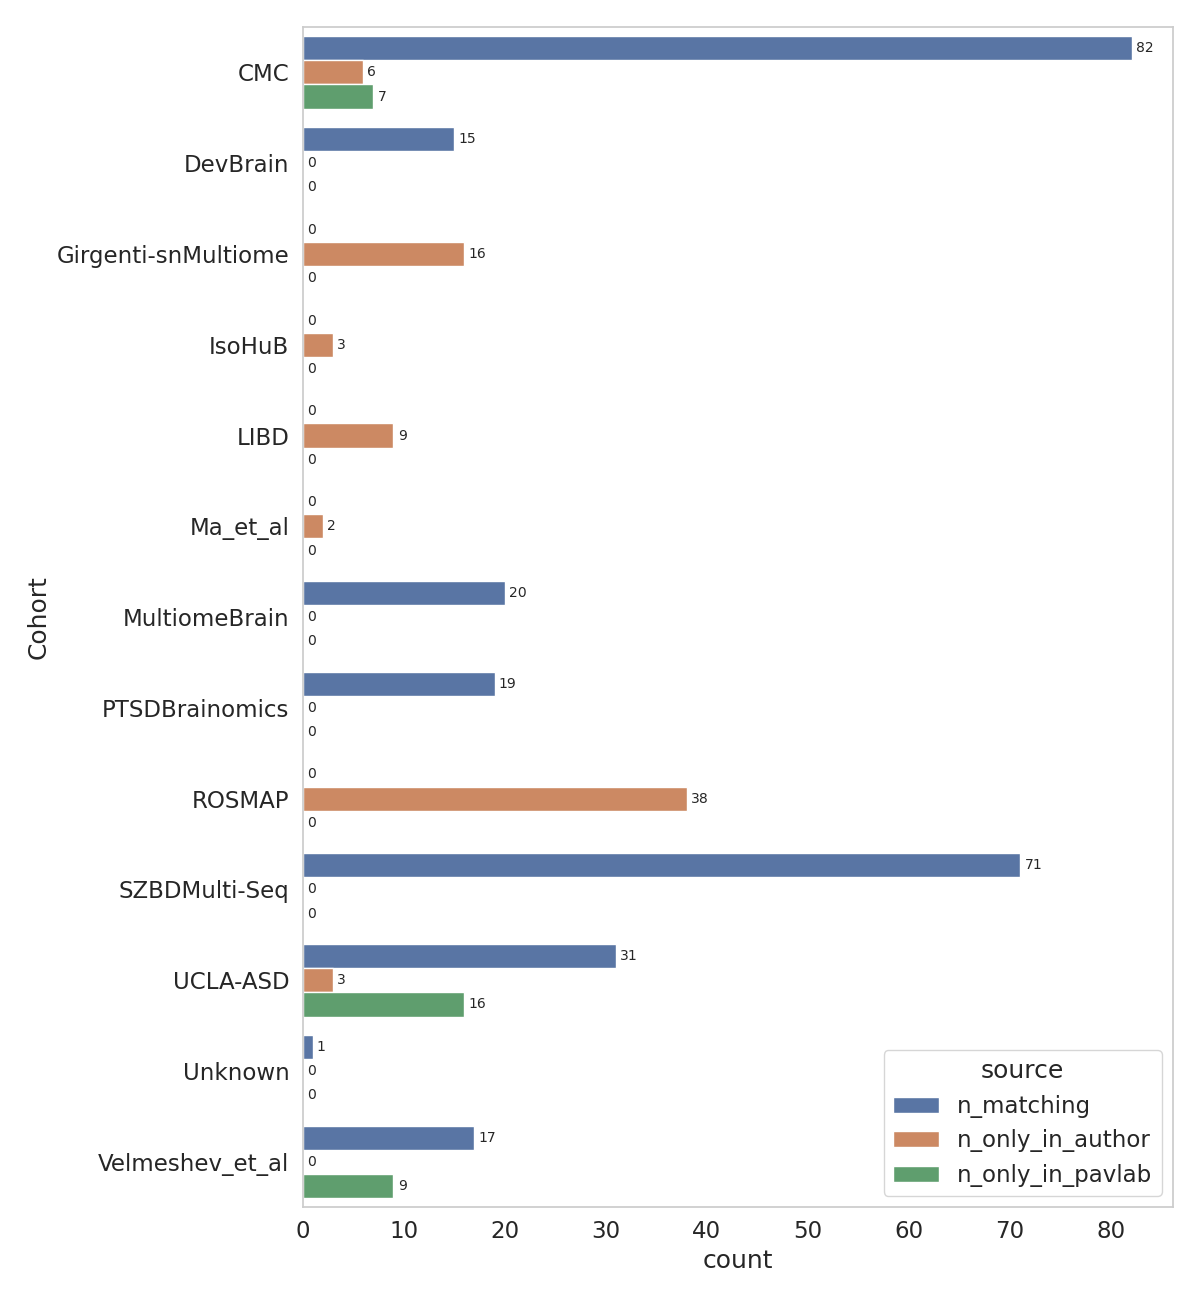 CMC
82
6
7
DevBrain
15
0
0
Girgenti-snMultiome
0
16
0
IsoHuB
0
3
0
LIBD
0
9
0
Ma_et_al
0
2
0
MultiomeBrain
20
0
0
PTSDBrainomics
19
0
0
ROSMAP
0
38
0
SZBDMulti-Seq
71
0
0
UCLA-ASD
31
3
16
Unknown
1
0
0
Velmeshev_et_al
17
0
9
Cohort
source
n_matching
n_only_in_author
n_only_in_pavlab
0 10 20 30 40 50 60 70 80
count